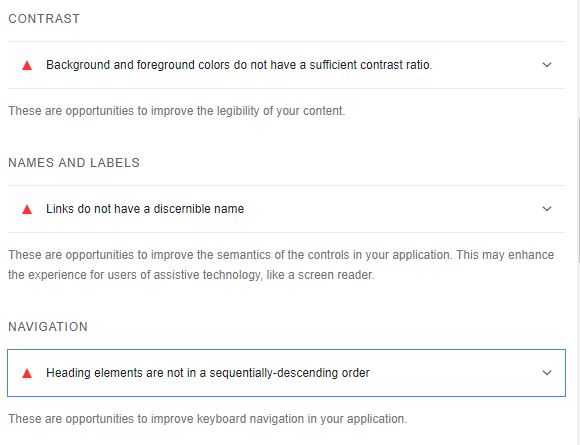 CONTRAST
Background and foreground colors do not have a sufficient contrast ratio.
These are opportunities to improve the legibility of your content.
NAMES AND LABELS
Links do not have a discernible name
These are opportunities to improve the semantics of the controls in your application. This may enhance
the experience for users of assistive technology, like a screen reader.
NAVIGATION
Heading elements are not in a sequentially-descending order
These are opportunities to improve keyboard navigation in your application.